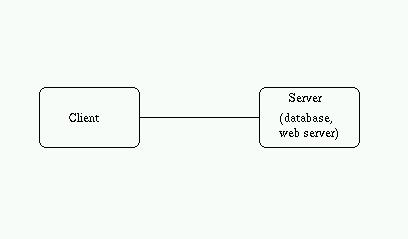 Client
Server
(database,
web server)